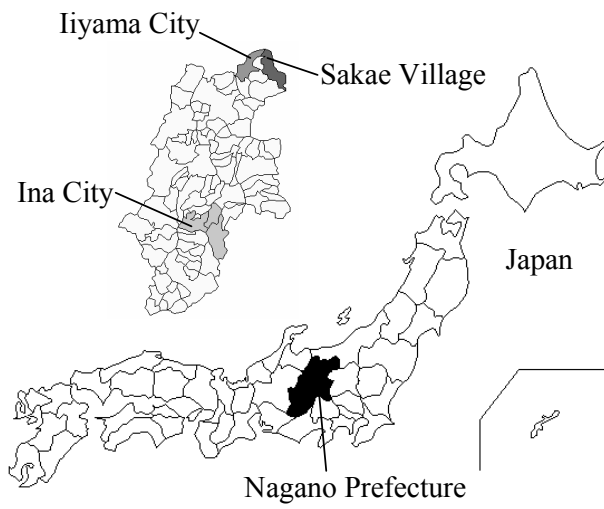 Iiyama City
Sakae Village
Ina City
Japan
Nagano Prefecture